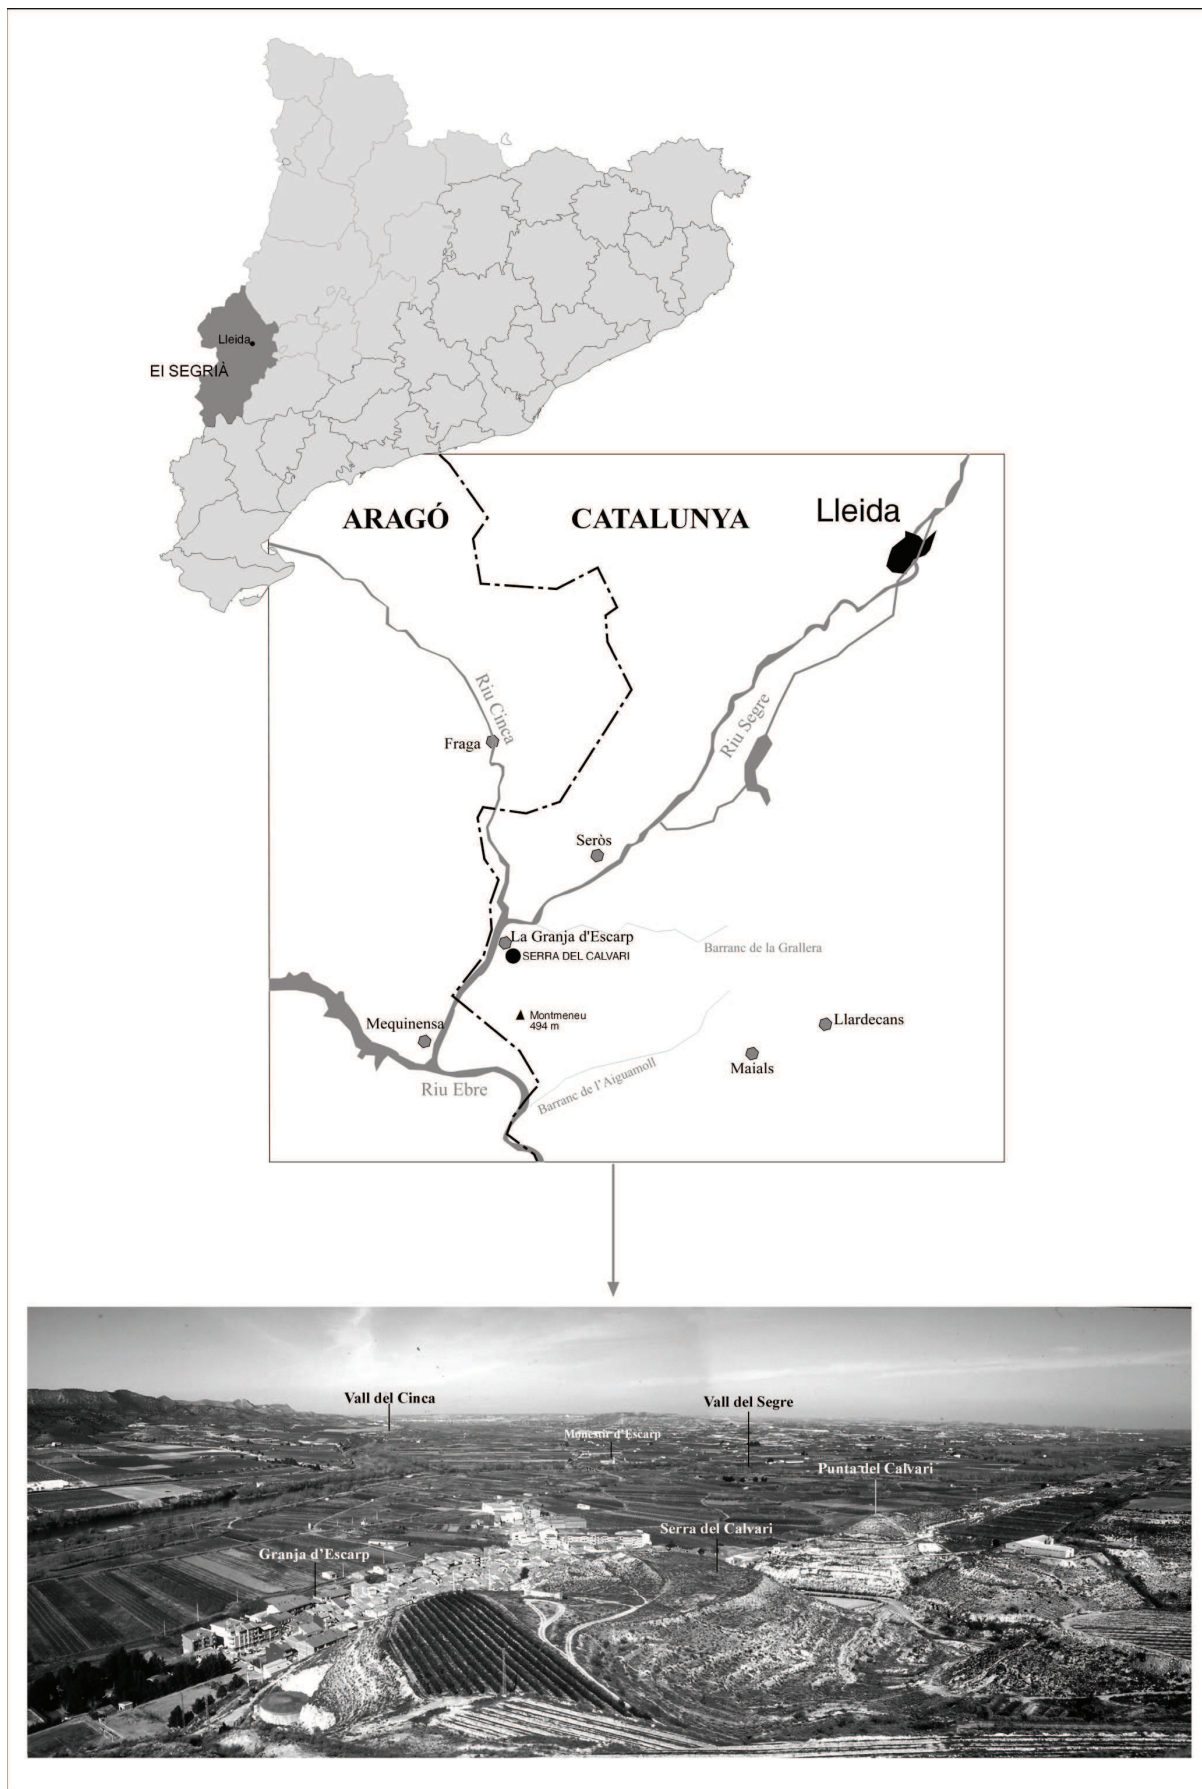 Lleida
El SEGRIÀ
ARAGÓ
CATALUNYA
Lleida
Riu Cinca
Fraga
Riu Segre
Seròs
La Granja d'Escarp
SERRA DEL CALVARI
Barranc de la Grallera
Montmeneu
494 m
Mequinensa
Llardecans
Maials
Riu Ebre
Barranc de l'Aiguamoll
Vall del Cinca
Vall del Segre
Monestir d'Escarp
Punta del Calvari
Serra del Calvari
Granja d'Escarp